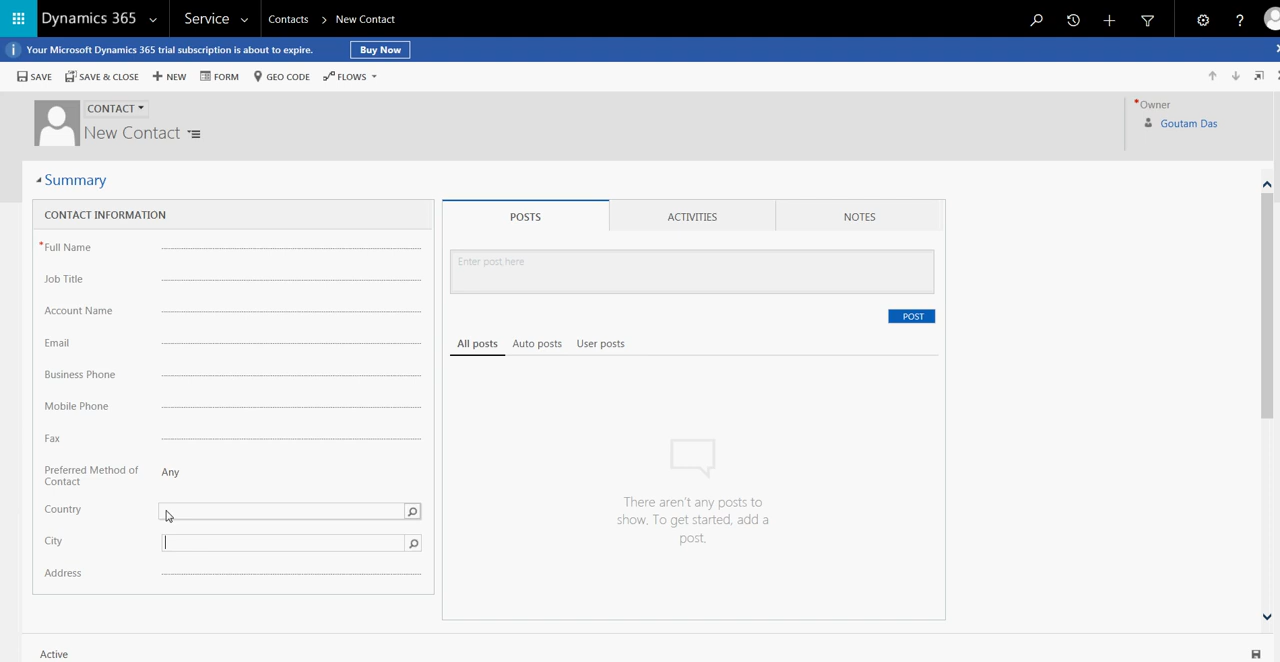 Dynamics 365
Service
Contacts > New Contact
?
i Your Microsoft Dynamics 365 trial subscription is about to expire.
Buy Now
SAVE
SAVE & CLOSE
NEW
FORM
GEO CODE
FLOWS
CONTACT
New Contact
*Owner
Goutam Das
Summary
CONTACT INFORMATION
*Full Name
Job Title
Account Name
Email
Business Phone
Mobile Phone
Fax
Preferred Method of
Contact
Any
Country
City
Address
POSTS
ACTIVITIES
NOTES
Enter post here
POST
All posts
Auto posts
User posts
There aren't any posts to
show. To get started, add a
post.
Active